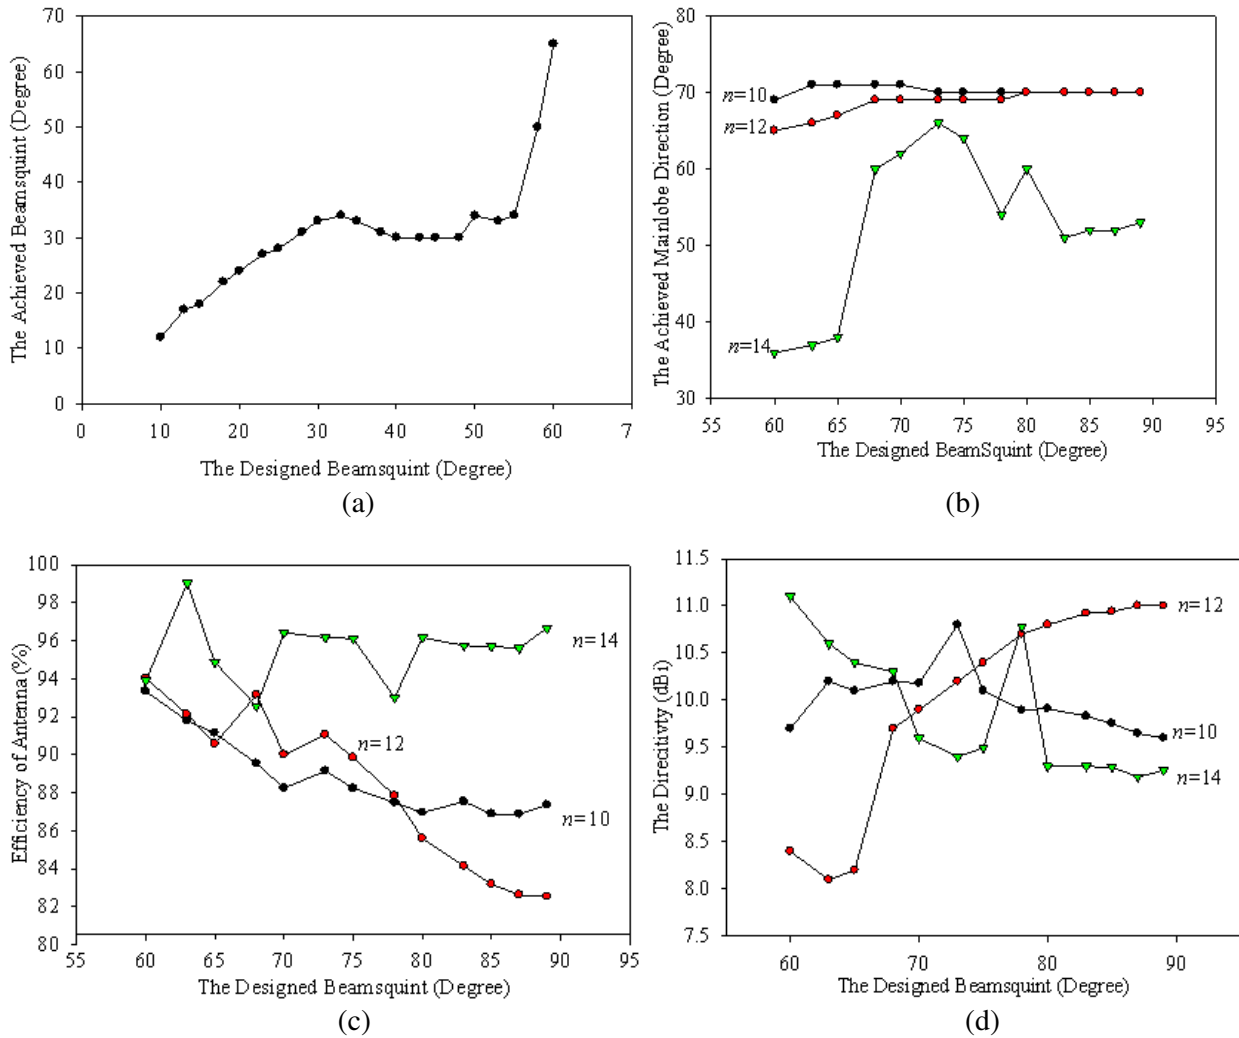 70
60
50
40
30
20
10
0
The Achieved Beamsquint (Degree)
0 10 20 30 40 50 60 7
The Designed Beamsquint (Degree)
(a)
80
70
60
50
40
30
The Achieved Mainlobe Direction (Degree)
n=10
n=12
n=14
55 60 65 70 75 80 85 90 95
The Designed BeamSquint (Degree)
(b)
100
98
96
94
92
90
88
86
84
82
80
Efficiency of Antenna (%)
n=14
n=12
n=10
55 60 65 70 75 80 85 90 95
The Designed Beamsquint (Degree)
(c)
11.5
11.0
10.5
10.0
9.5
9.0
8.5
8.0
7.5
The Directivty (dBi)
n=12
n=10
n=14
60 70 80 90
The Designed Beamsquint (Degree)
(d)